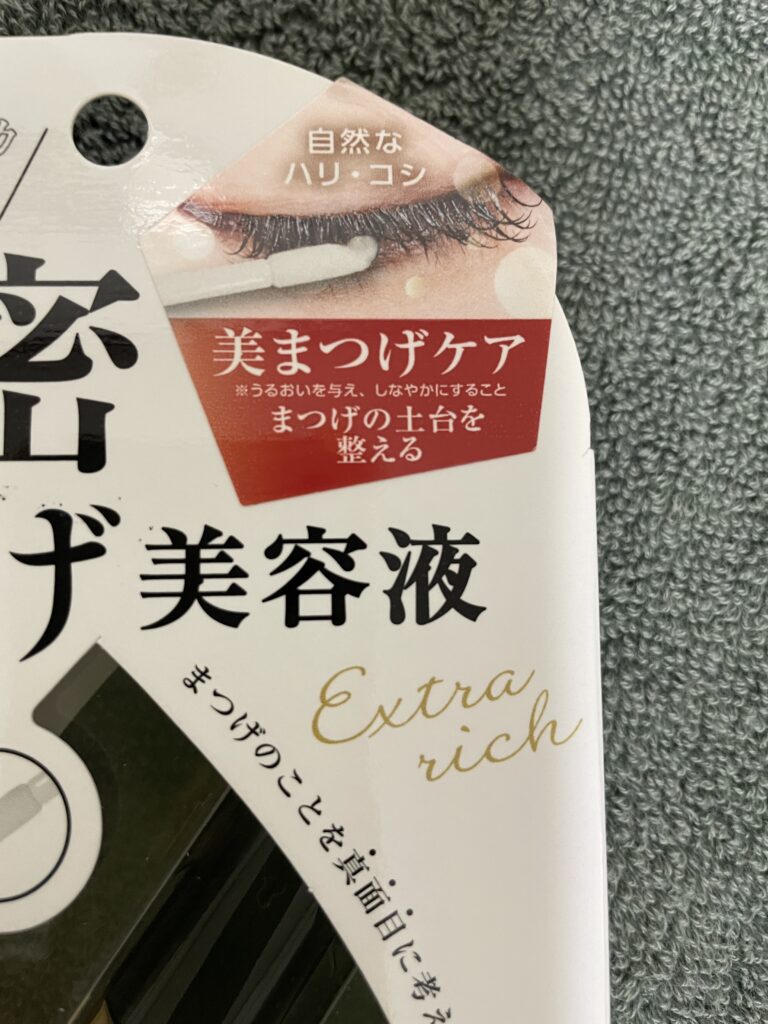 自然な
ハリ・コシ
美まつげケア
※うるおいを与え、しなやかにすること
まつげの土台を
整える
密
げ美容液
Extra
rich
まつげのことを真面目に考え